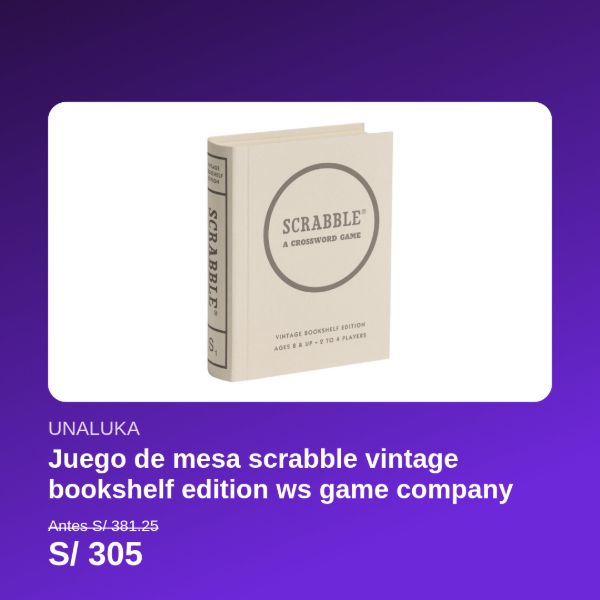 VINTAGE
BOOKSHELF
EDITION
SCRABBLE®
S1
SCRABBLE®
A CROSSWORD GAME
VINTAGE BOOKSHELF EDITION
AGES 8 & UP • 2 TO 4 PLAYERS
UNALUKA
Juego de mesa scrabble vintage
bookshelf edition ws game company
Antes S/ 381.25
S/ 305